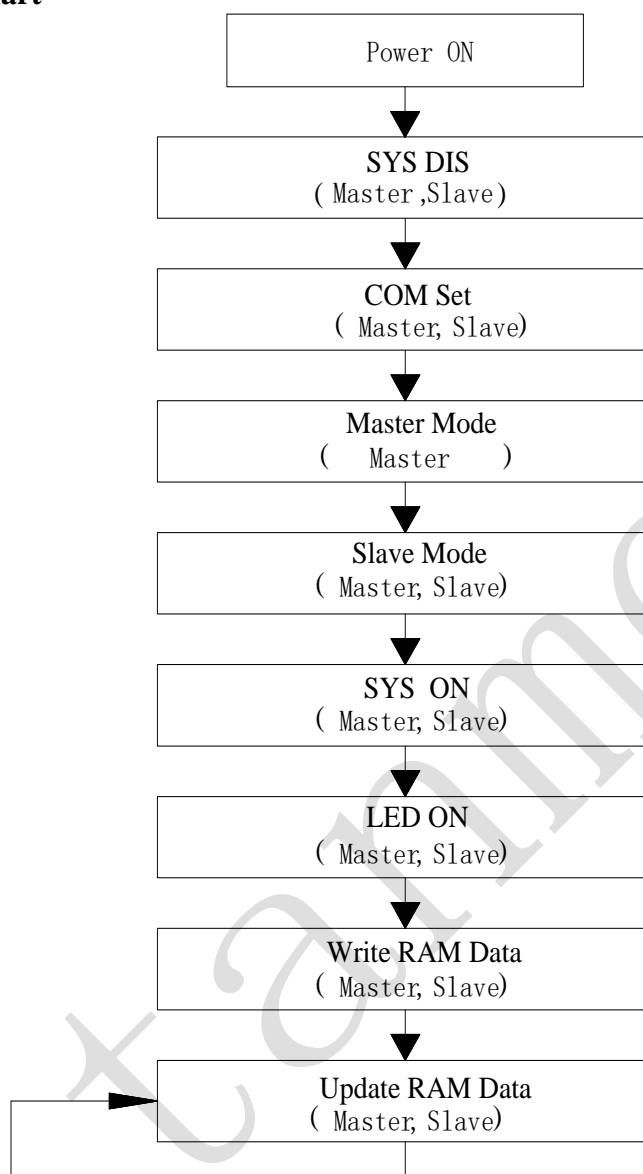 Power ON
SYS DIS
( Master ,Slave )
COM Set
( Master, Slave)
Master Mode
( Master )
Slave Mode
( Master, Slave)
SYS ON
( Master, Slave)
LED ON
( Master, Slave)
Write RAM Data
( Master, Slave)
Update RAM Data
( Master, Slave)